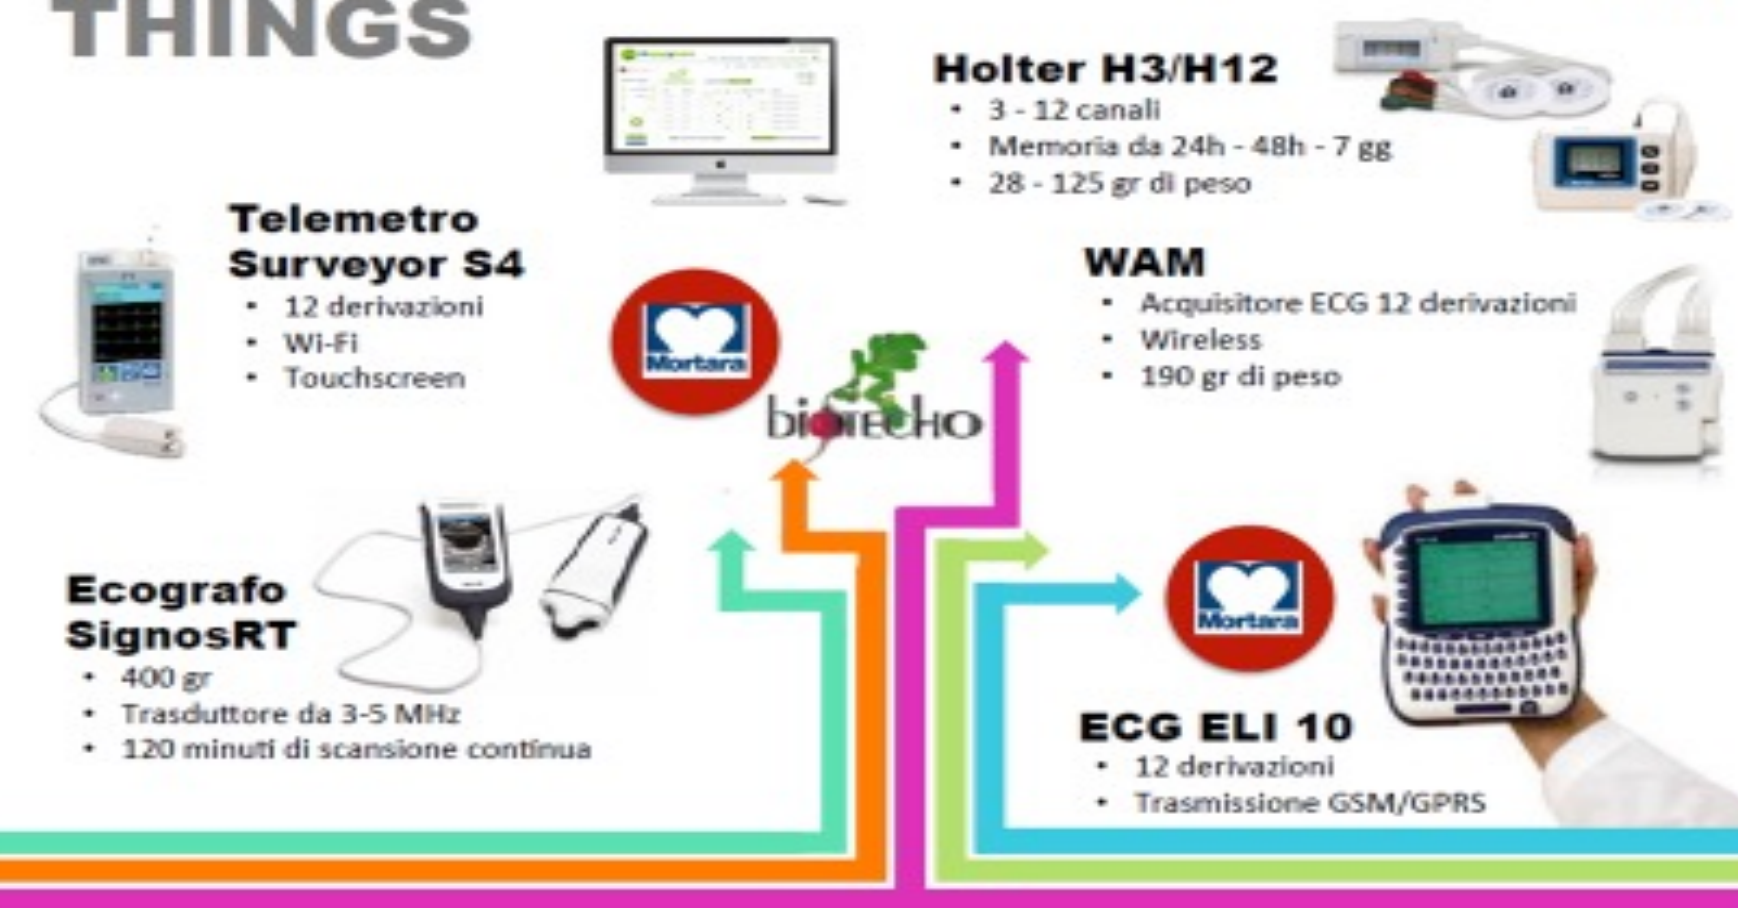 THINGS
Holter H3/H12
• 3 - 12 canali
• Memoria da 24h - 48h - 7 gg
• 28 - 125 gr di peso
Telemetro
Surveyor S4
• 12 derivazioni
• Wi-Fi
• Touchscreen
Mortara
biotecho
WAM
• Acquisitore ECG 12 derivazioni
• Wireless
• 190 gr di peso
Ecografo
SignosRT
• 400 gr
• Trasduttore da 3-5 MHz
• 120 minuti di scansione continua
Mortara
ECG ELI 10
• 12 derivazioni
• Trasmissione GSM/GPRS